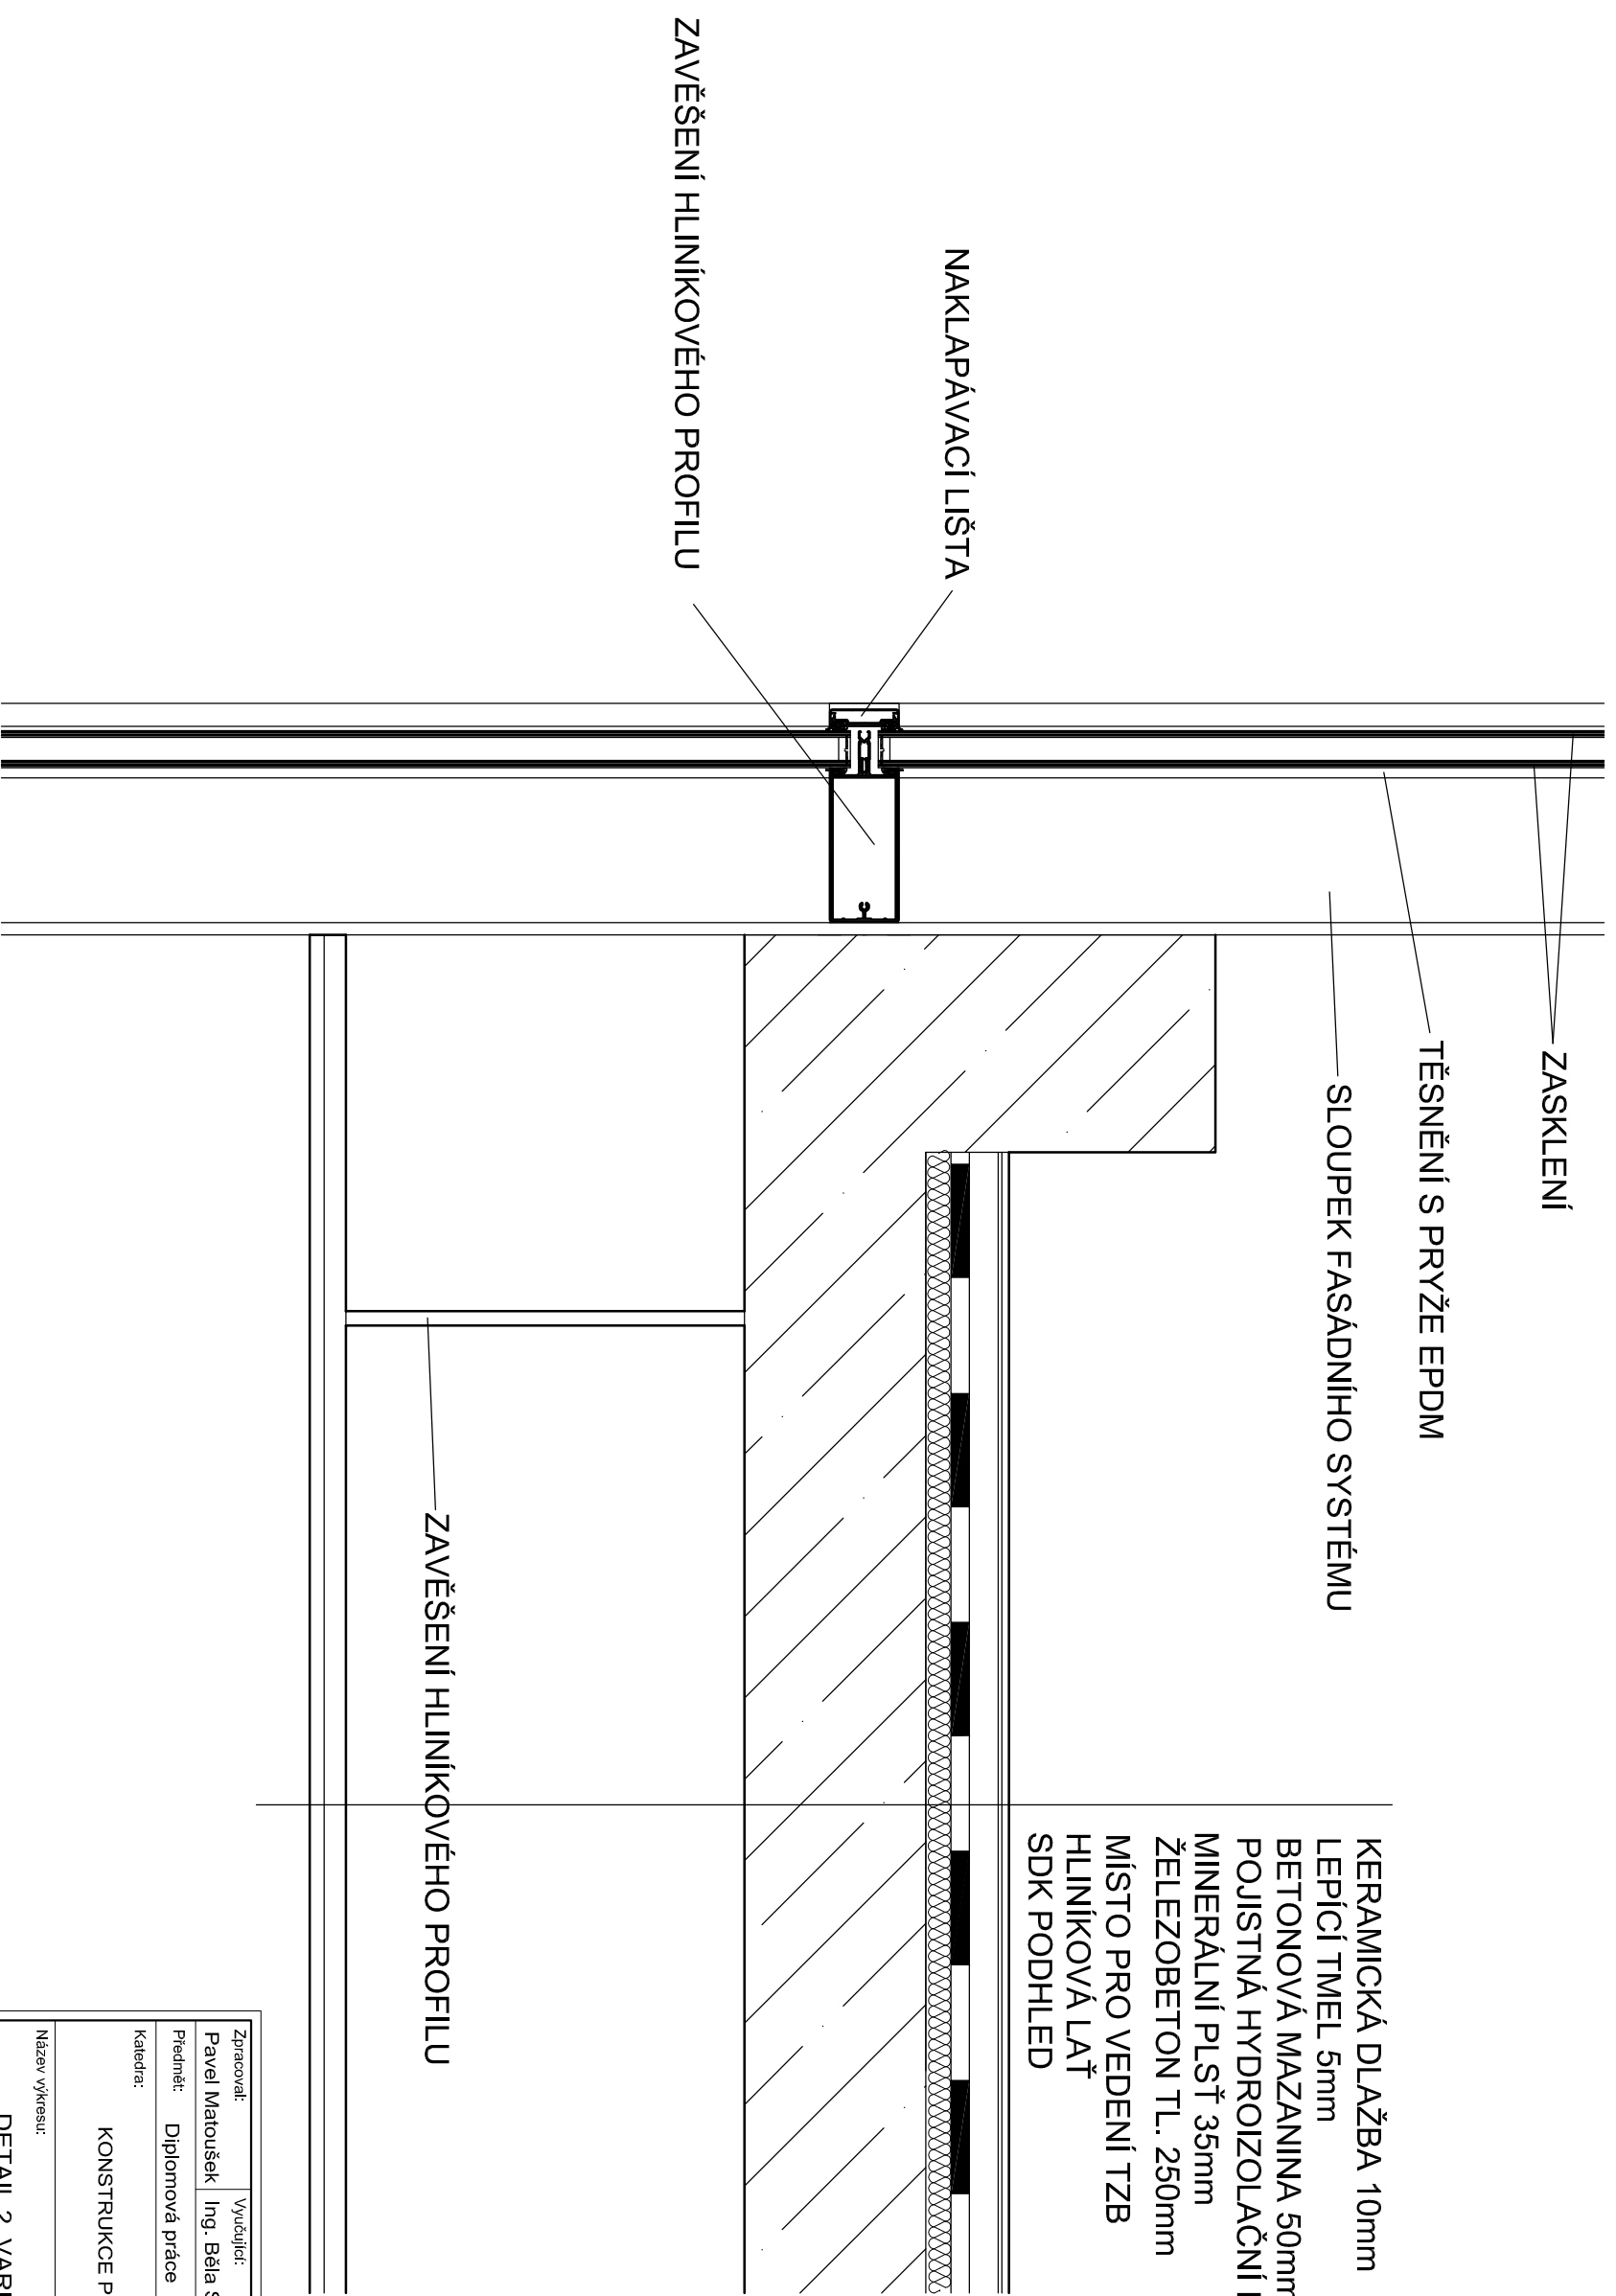 ZASKLENÍ
TĚSNĚNÍ S PRYŽE EPDM
SLOUPEK FASÁDNÍHO SYSTÉMU
KERAMICKÁ DLAŽBA 10mm
LEPÍCÍ TMEL 5mm
BETONOVÁ MAZANINA 50mm
POJISTNÁ HYDROIZOLAČNÍ
MINERÁLNÍ PLSŤ 35mm
ŽELEZOBETON TL. 250mm
MÍSTO PRO VEDENÍ TZB
HLINÍKOVÁ LAŤ
SDK PODHLED
NAKLAPÁVACÍ LIŠTA
ZAVĚŠENÍ HLINÍKOVÉHO PROFILU
ZAVĚŠENÍ HLINÍKOVÉHO PROFILU
Zpracoval: Vyučující:
Pavel Matoušek Ing. Běla
Předmět: Diplomová práce
Katedra:
KONSTRUKCE
Název výkresu:
DETAIL 2